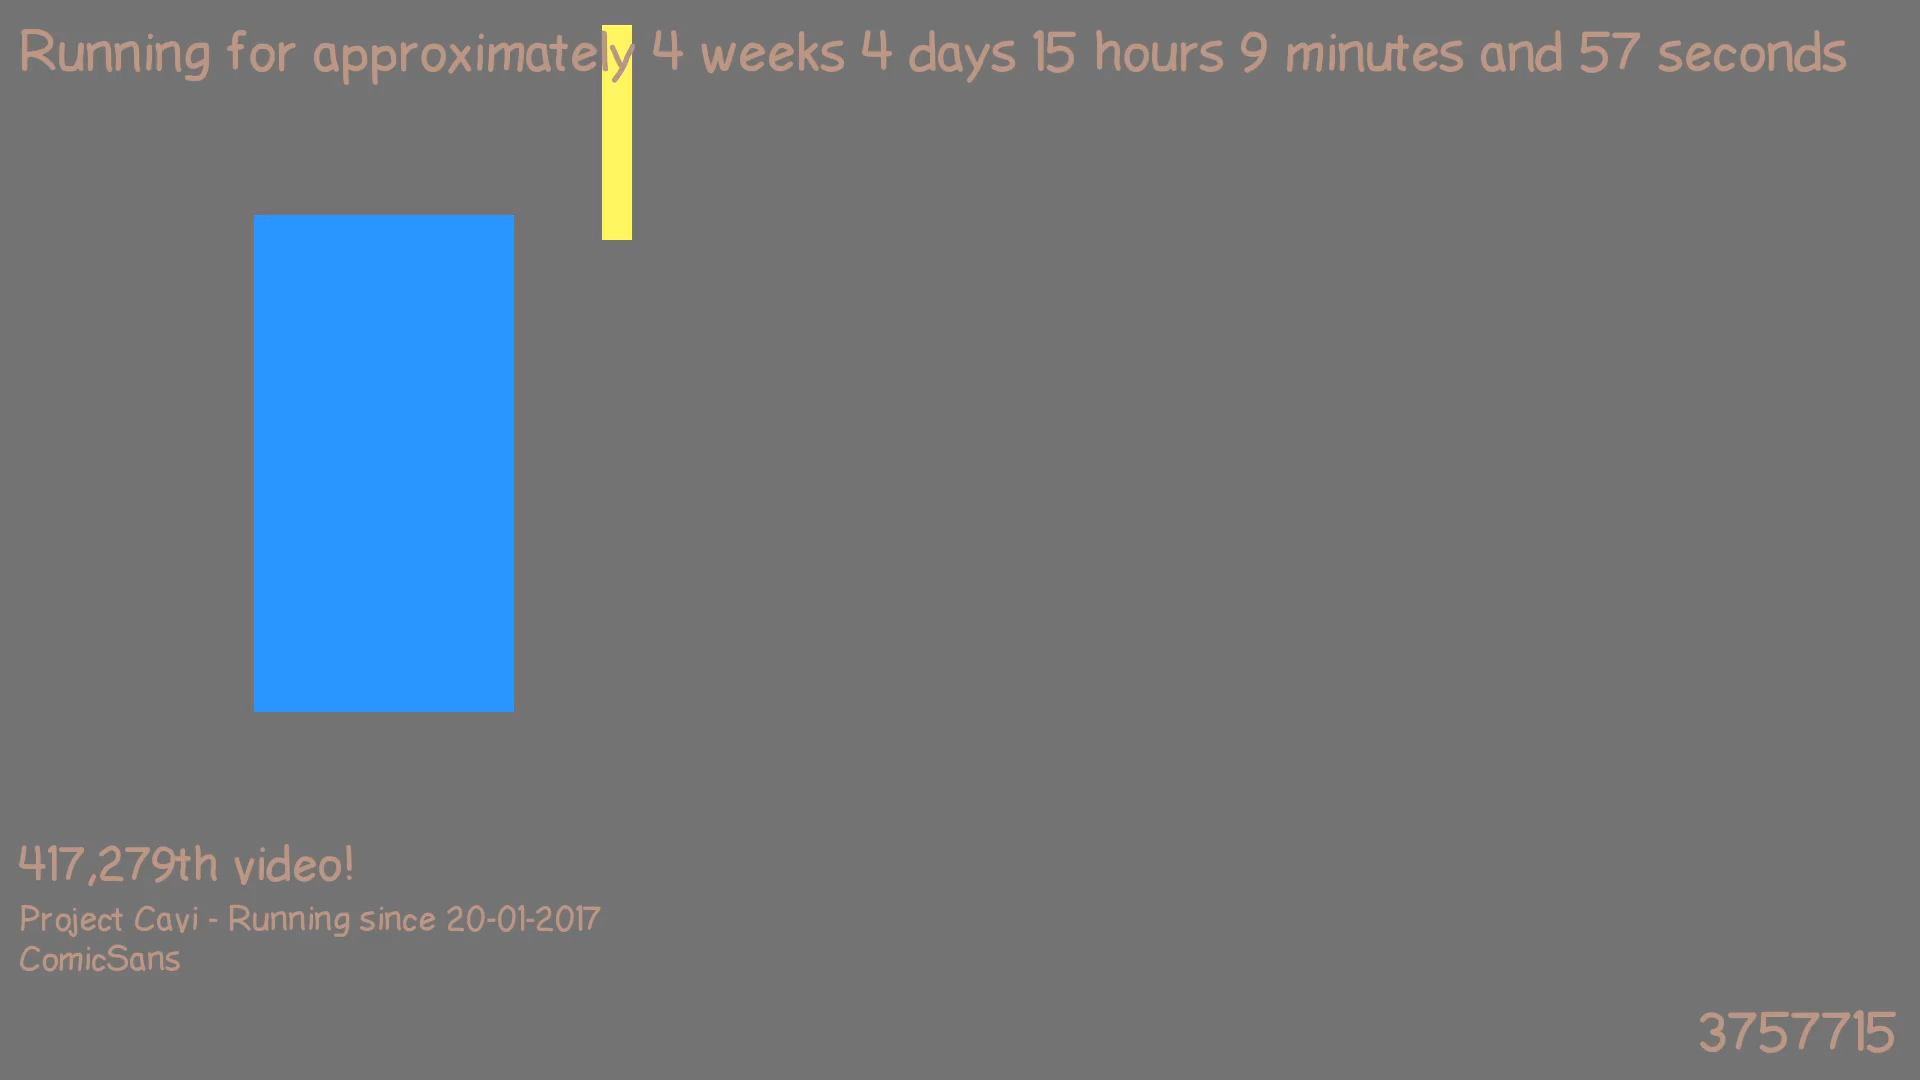 Running for approximately 4 weeks 4 days 15 hours 9 minutes and 57 seconds
417,279th video!
Project Cavi - Running since 20-01-2017
ComicSans
3757715